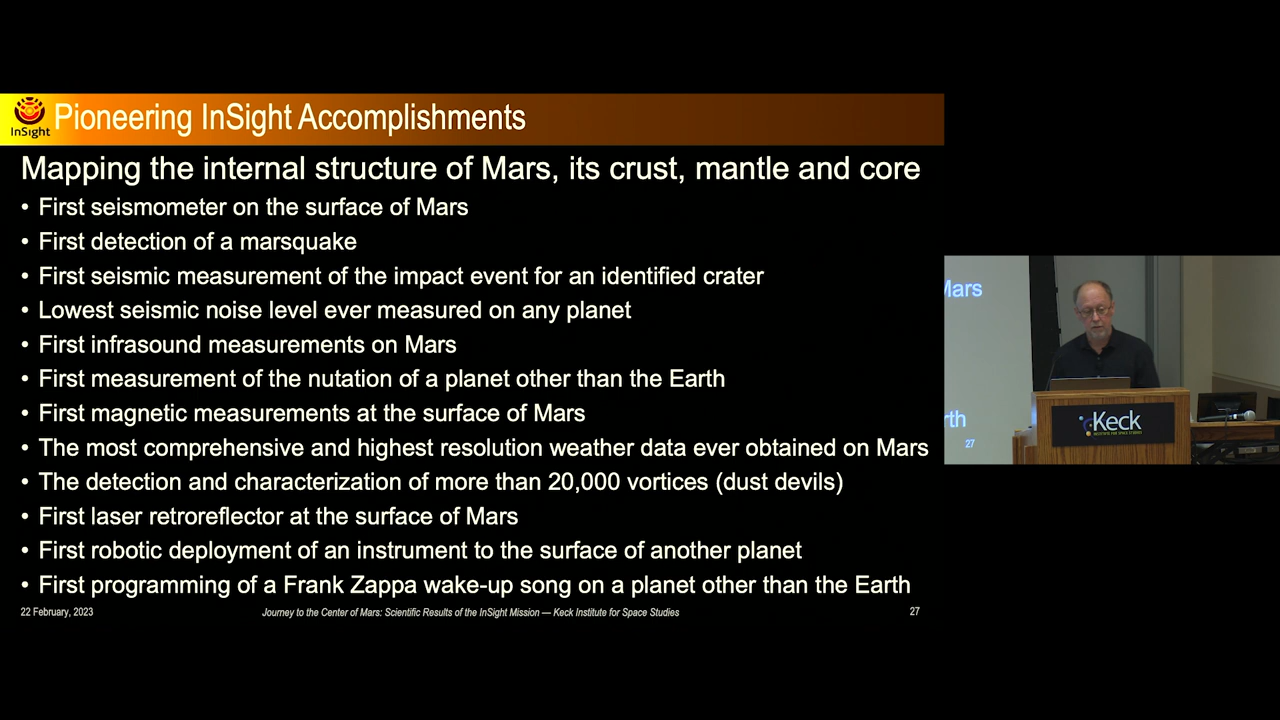 InSight
Pioneering InSight Accomplishments
Mapping the internal structure of Mars, its crust, mantle and core
• First seismometer on the surface of Mars
• First detection of a marsquake
• First seismic measurement of the impact event for an identified crater
• Lowest seismic noise level ever measured on any planet
• First infrasound measurements on Mars
• First measurement of the nutation of a planet other than the Earth
• First magnetic measurements at the surface of Mars
• The most comprehensive and highest resolution weather data ever obtained on Mars
• The detection and characterization of more than 20,000 vortices (dust devils)
• First laser retroreflector at the surface of Mars
• First robotic deployment of an instrument to the surface of another planet
• First programming of a Frank Zappa wake-up song on a planet other than the Earth
22 February, 2023
Journey to the Center of Mars: Scientific Results of the InSight Mission — Keck Institute for Space Studies
27
Mars
rth
27
Keck
INSTITUTE FOR SPACE STUDIES